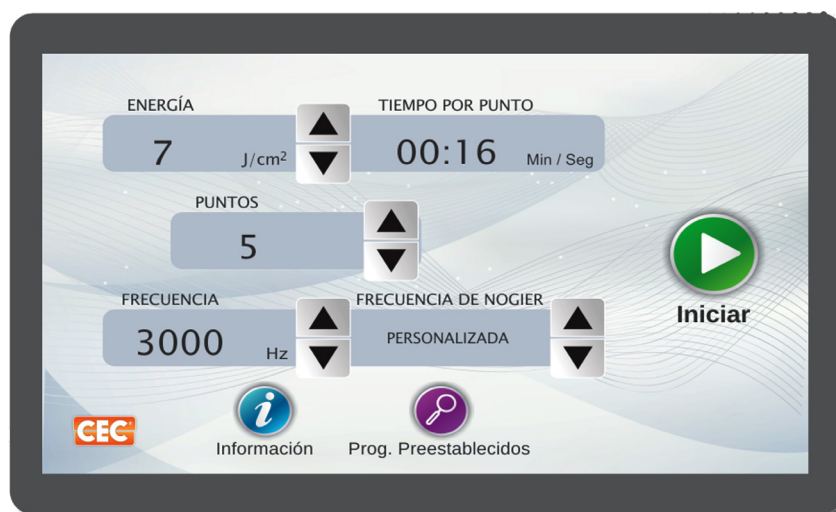 ENERGÍA
7 J/cm²
TIEMPO POR PUNTO
00:16 Min / Seg
PUNTOS
5
FRECUENCIA
3000 Hz
FRECUENCIA DE NOGIER
PERSONALIZADA
Iniciar
CEC
Información
Prog. Preestablecidos